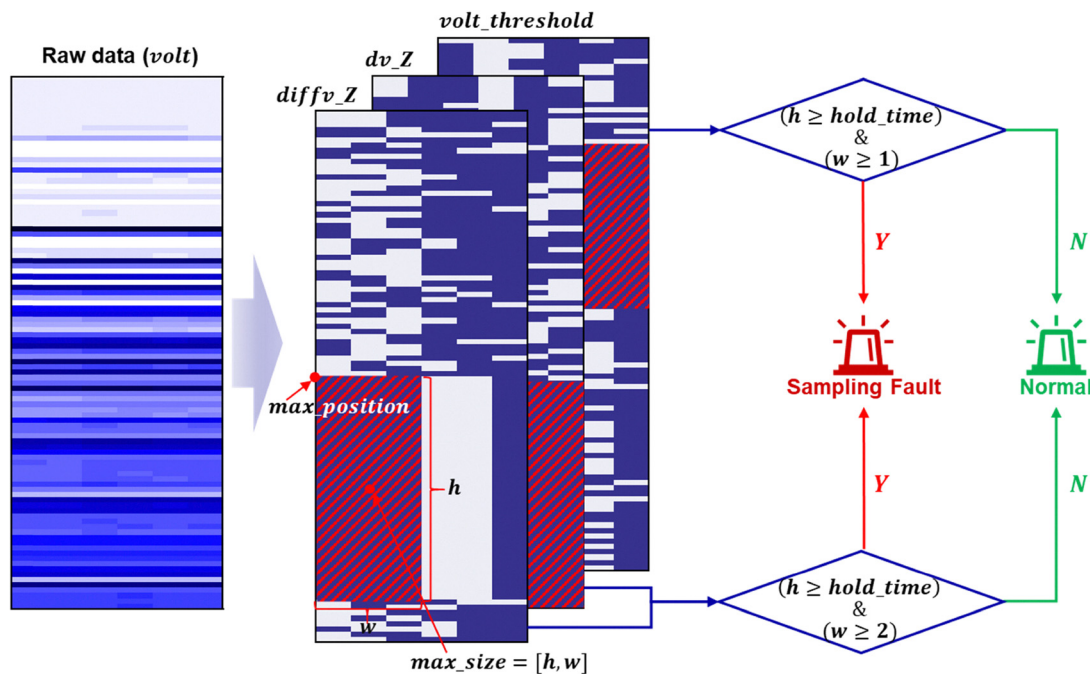 volt_threshold
Raw data (volt)
dv_Z
diffv_Z
(h ≥ hold_time)
&
(w ≥ 1)
Y
N
Sampling Fault
Normal
max_position
h
Y
N
(h ≥ hold_time)
&
(w ≥ 2)
w
max_size = [h, w]